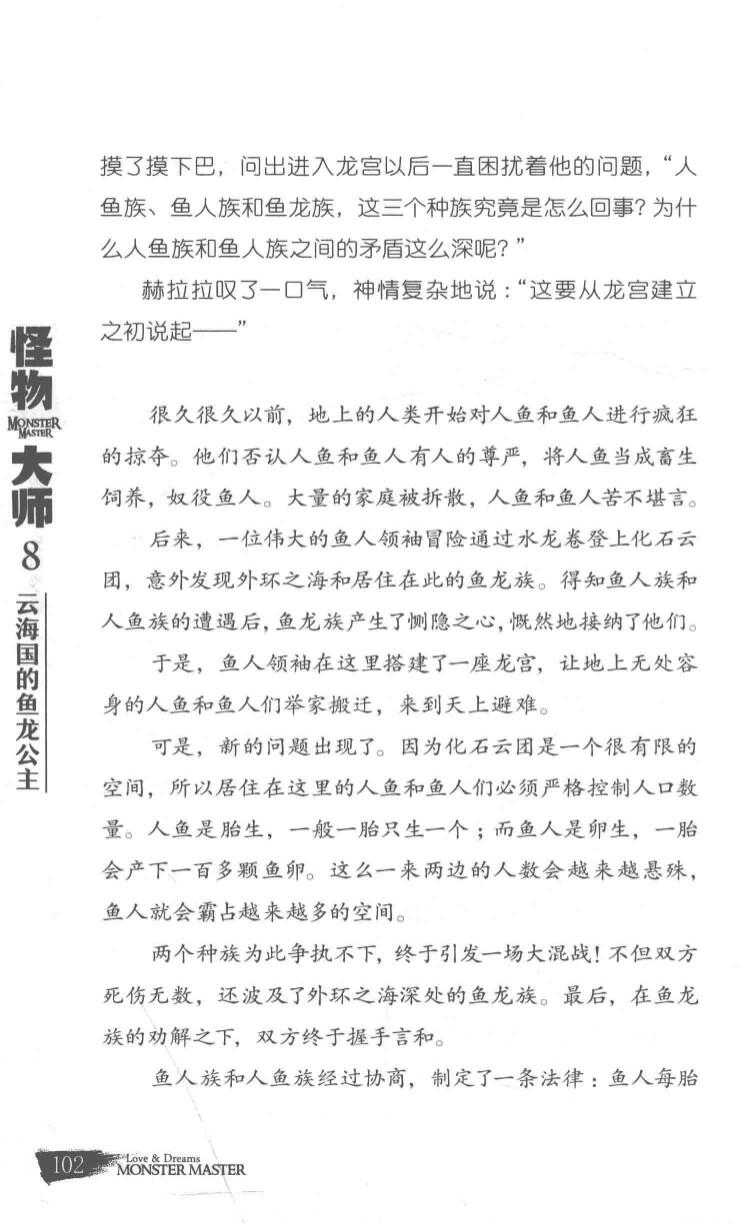 摸了摸下巴，问出进入龙宫以后一直困扰着他的问题，“人
鱼族、鱼人族和鱼龙族，这三个种族究竟是怎么回事？为什
么人鱼族和鱼人族之间的矛盾这么深呢？”
赫拉拉叹了一口气，神情复杂地说：“这要从龙宫建立
之初说起——”
很久很久以前，地上的人类开始对人鱼和鱼人进行疯狂
的掠夺。他们否认人鱼和鱼人有人的尊严，将人鱼当成畜生
饲养，奴役鱼人。大量的家庭被拆散，人鱼和鱼人苦不堪言。
后来，一位伟大的鱼人领袖冒险通过水龙卷登上化石云
团，意外发现外环之海和居住在此的鱼龙族。得知鱼人族和
人鱼族的遭遇后，鱼龙族产生了恻隐之心，慨然地接纳了他们。
于是，鱼人领袖在这里搭建了一座龙宫，让地上无处容
身的人鱼和鱼人们举家搬迁，来到天上避难。
可是，新的问题出现了。因为化石云团是一个很有限的
空间，所以居住在这里的人鱼和鱼人们必须严格控制人口数
量。人鱼是胎生，一般一胎只生一个；而鱼人是卵生，一胎
会产下一百多颗鱼卵。这么一来两边的人数会越来越悬殊，
鱼人就会霸占越来越多的空间。
两个种族为此争执不下，终于引发一场大混战！不但双方
死伤无数，还波及了外环之海深处的鱼龙族。最后，在鱼龙
族的劝解之下，双方终于握手言和。
鱼人族和人鱼族经过协商，制定了一条法律：鱼人每胎
怪物
MONSTER
MASTER
大师
8
云海国的鱼龙公主
102
Love & Dreams
MONSTER MASTER